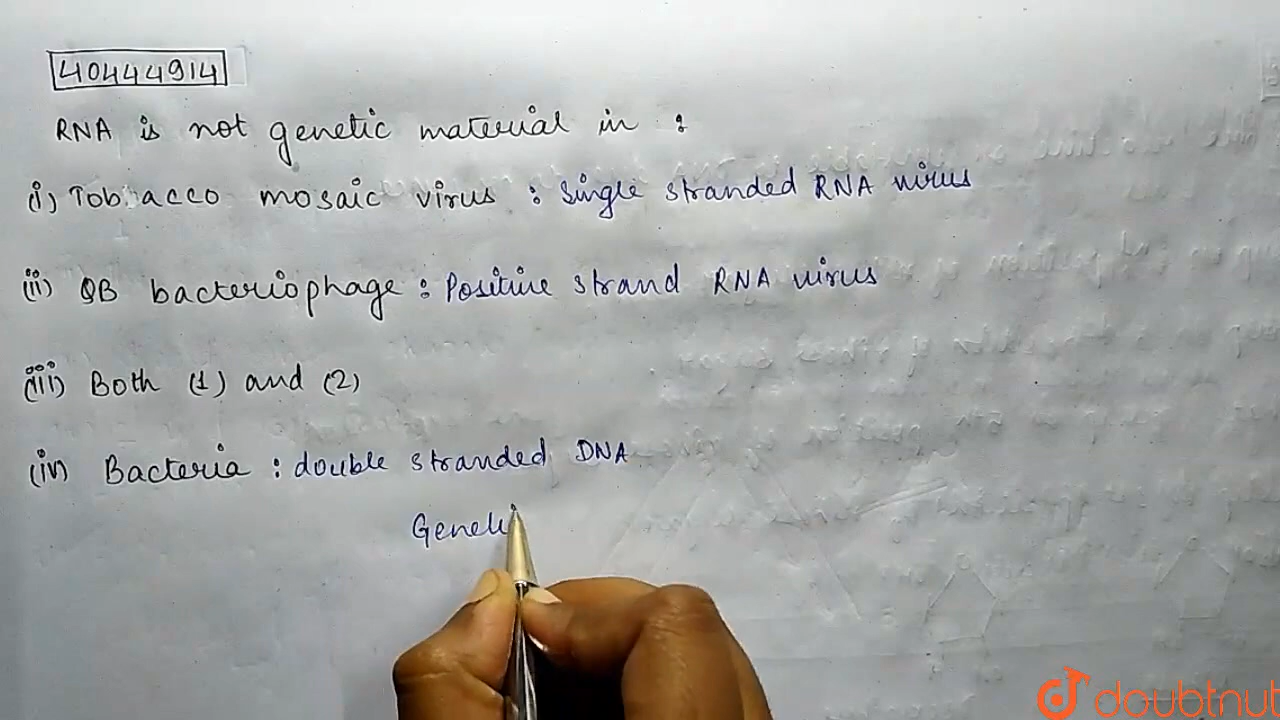 40444914
RNA is not genetic material in :
(i) Tobacco mosaic virus : Single stranded RNA virus
(ii) QB bacteriophage : Positive strand RNA virus
(iii) Both (1) and (2)
(iv) Bacteria : double stranded DNA
Geneti
doubtnut